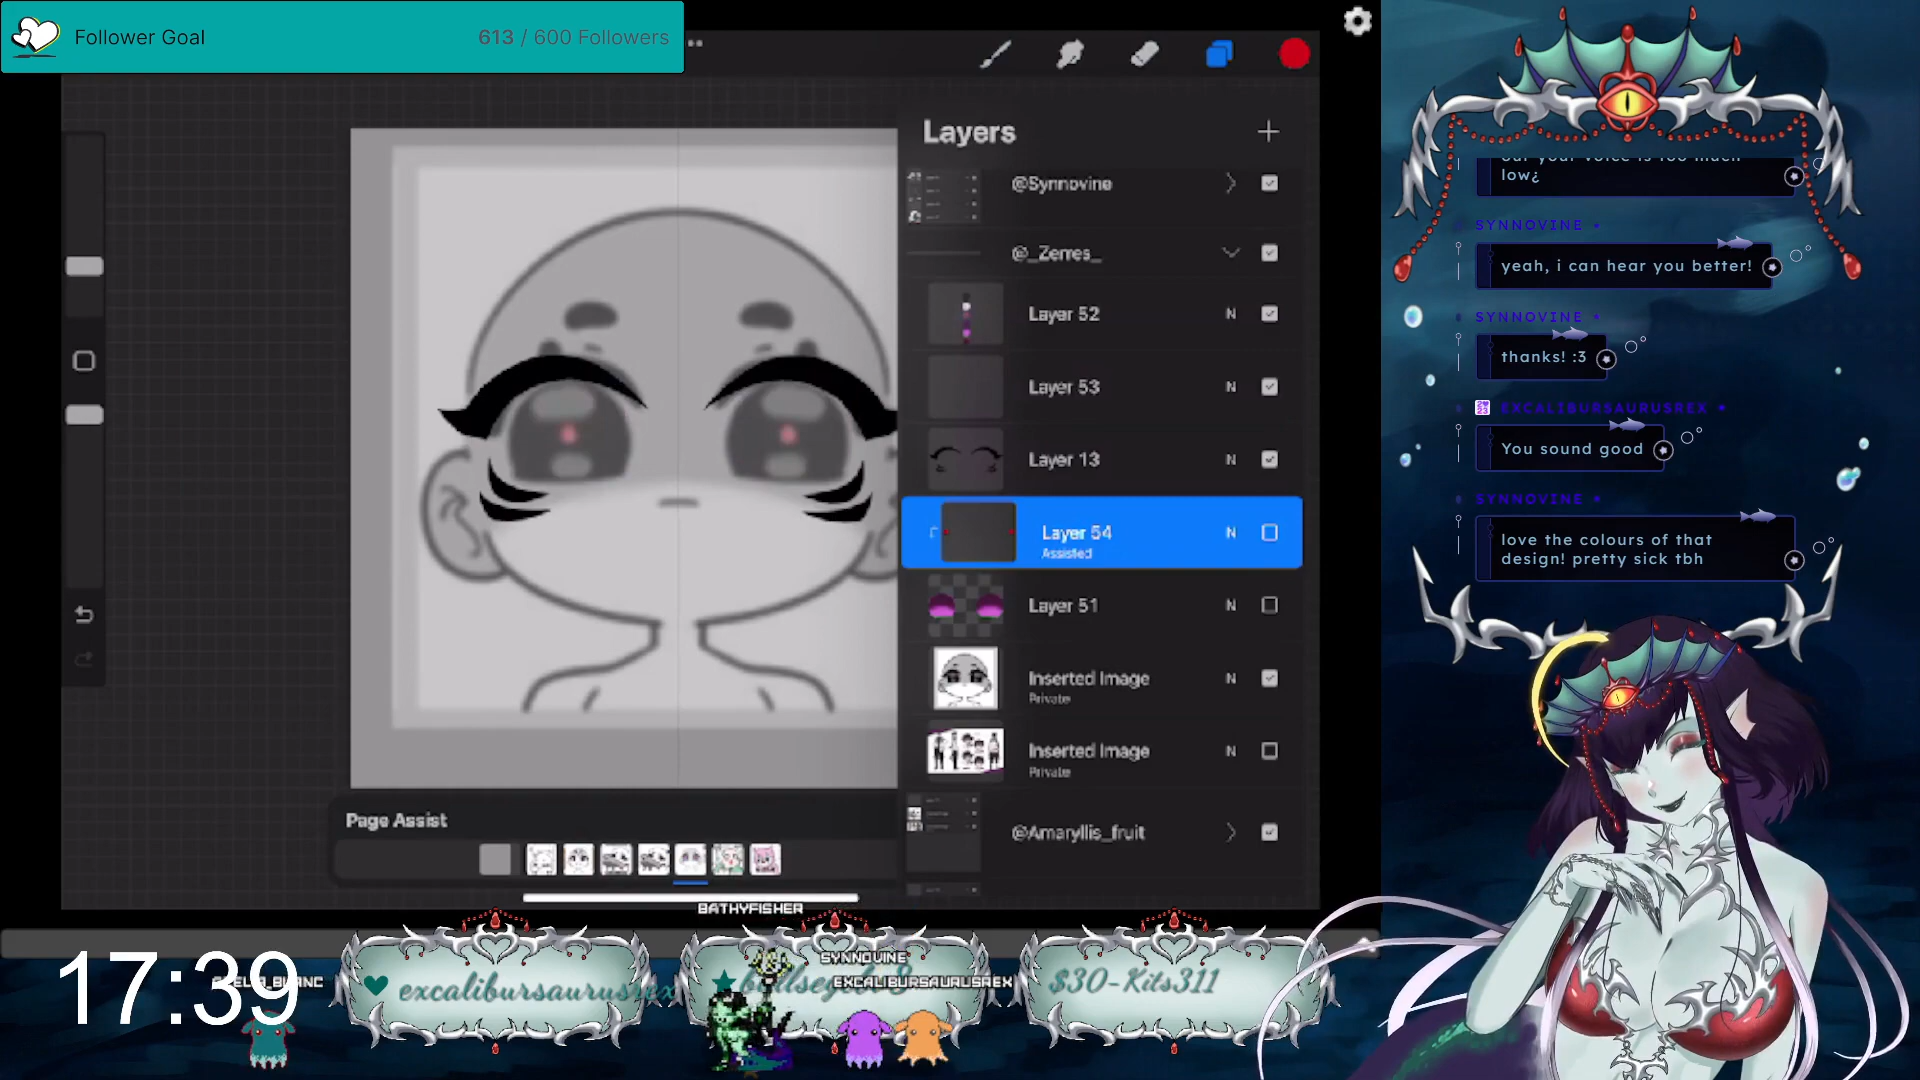 Follower Goal
613 / 600 Followers
Layers
@Synnovine
@_Zerres_
Layer 52
N
Layer 53
N
Layer 13
N
Layer 54
N
Assisted
Layer 51
N
Inserted Image
N
Private
Inserted Image
N
Private
@Amaryllis_fruit
Page Assist
low¿
SYNNOVINE
yeah, i can hear you better!
SYNNOVINE
thanks! :3
EXCALIBURSAURUSREX
You sound good
SYNNOVINE
love the colours of that
design! pretty sick tbh
BATHYFISHER
17:39
excalibursaurusrex
SYNNOVINE
EXCALIBURSAURUSREX
$30-Kits311